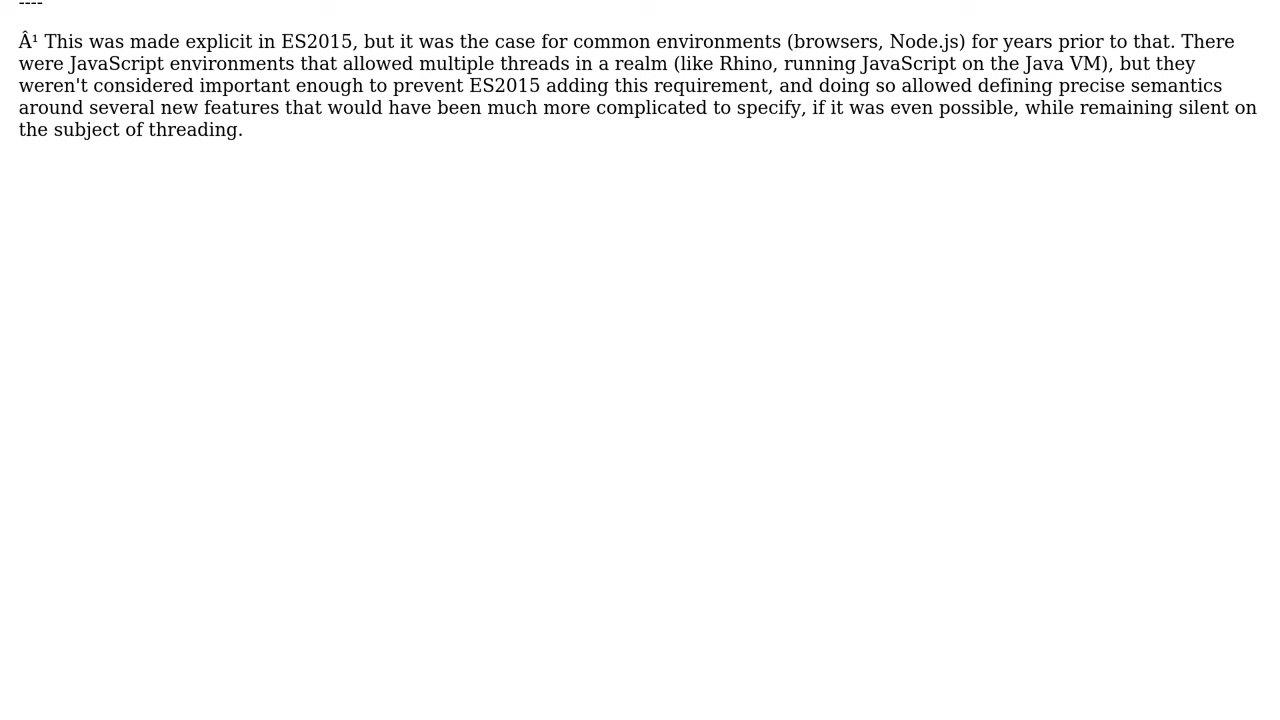 ----
Â¹ This was made explicit in ES2015, but it was the case for common environments (browsers, Node.js) for years prior to that. There
were JavaScript environments that allowed multiple threads in a realm (like Rhino, running JavaScript on the Java VM), but they
weren't considered important enough to prevent ES2015 adding this requirement, and doing so allowed defining precise semantics
around several new features that would have been much more complicated to specify, if it was even possible, while remaining silent on
the subject of threading.